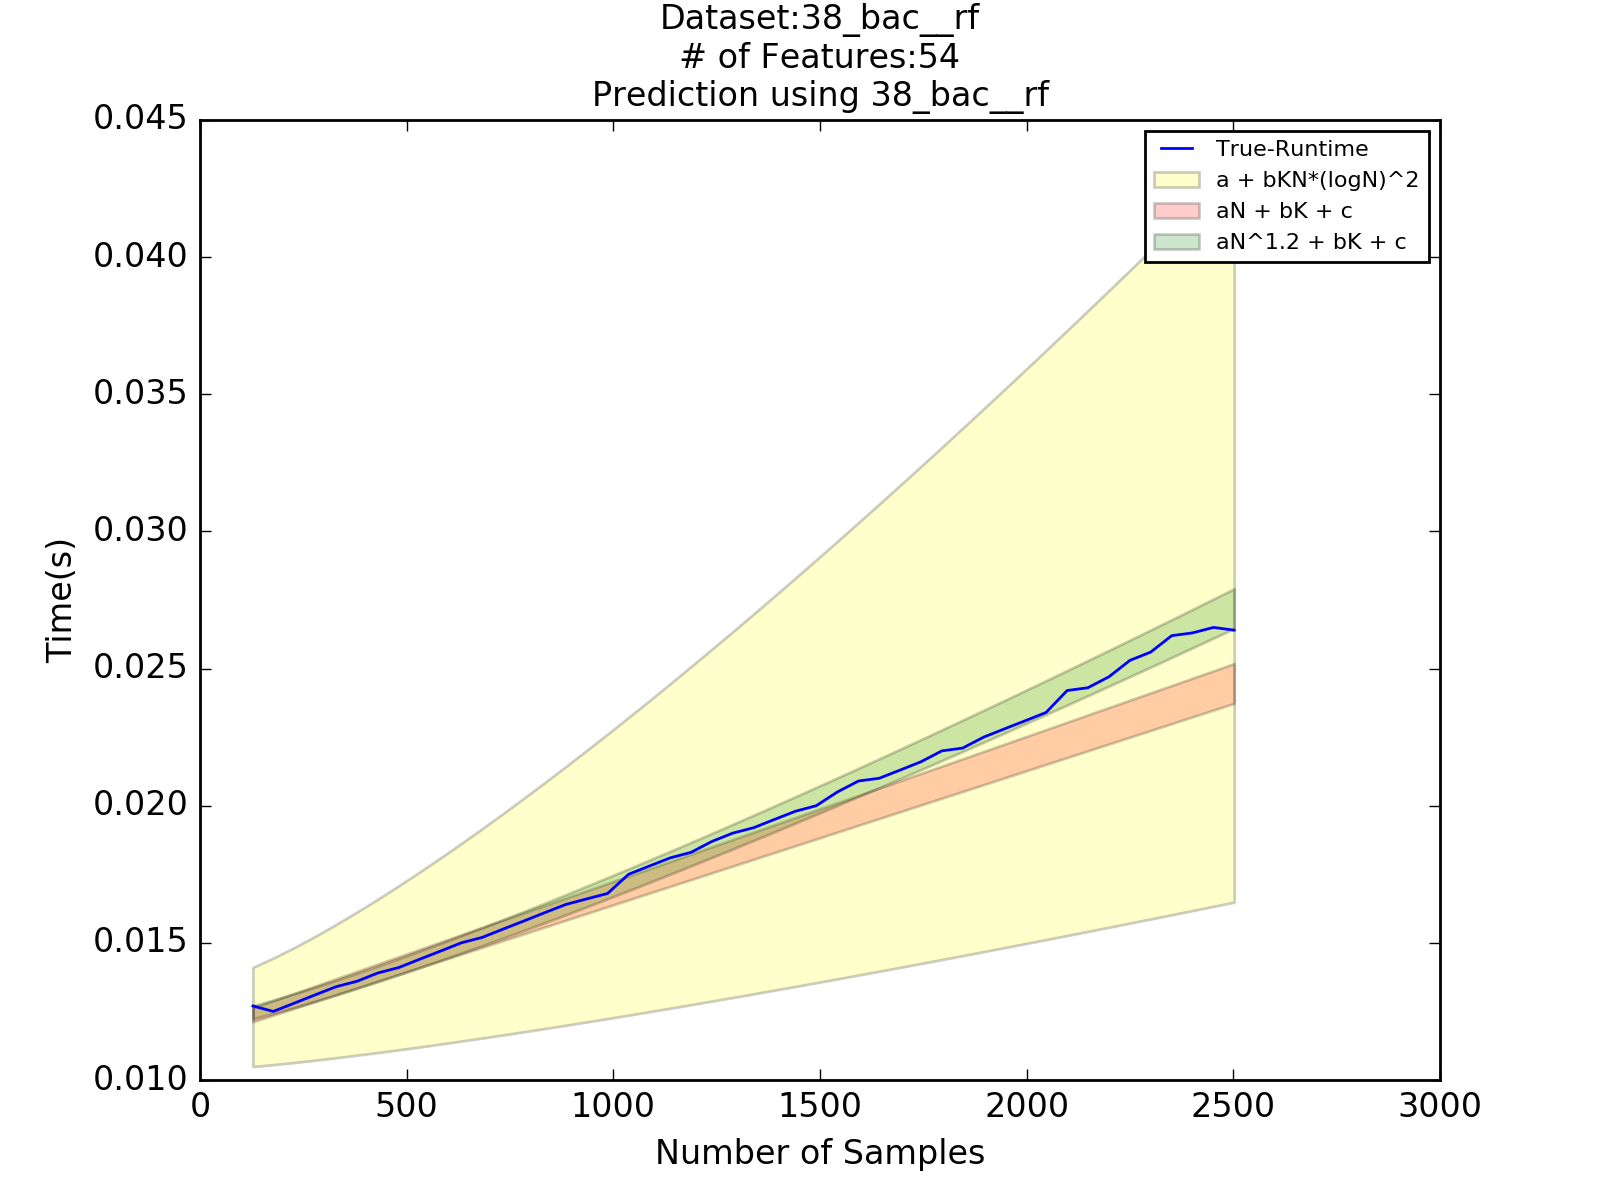 Dataset:38_bac__rf
# of Features:54
Prediction using 38_bac__rf
0.045
0.040
0.035
0.030
0.025
0.020
0.015
0.010
Time(s)
True-Runtime
a + bKN*(logN)^2
aN + bK + c
aN^1.2 + bK + c
0 500 1000 1500 2000 2500 3000
Number of Samples